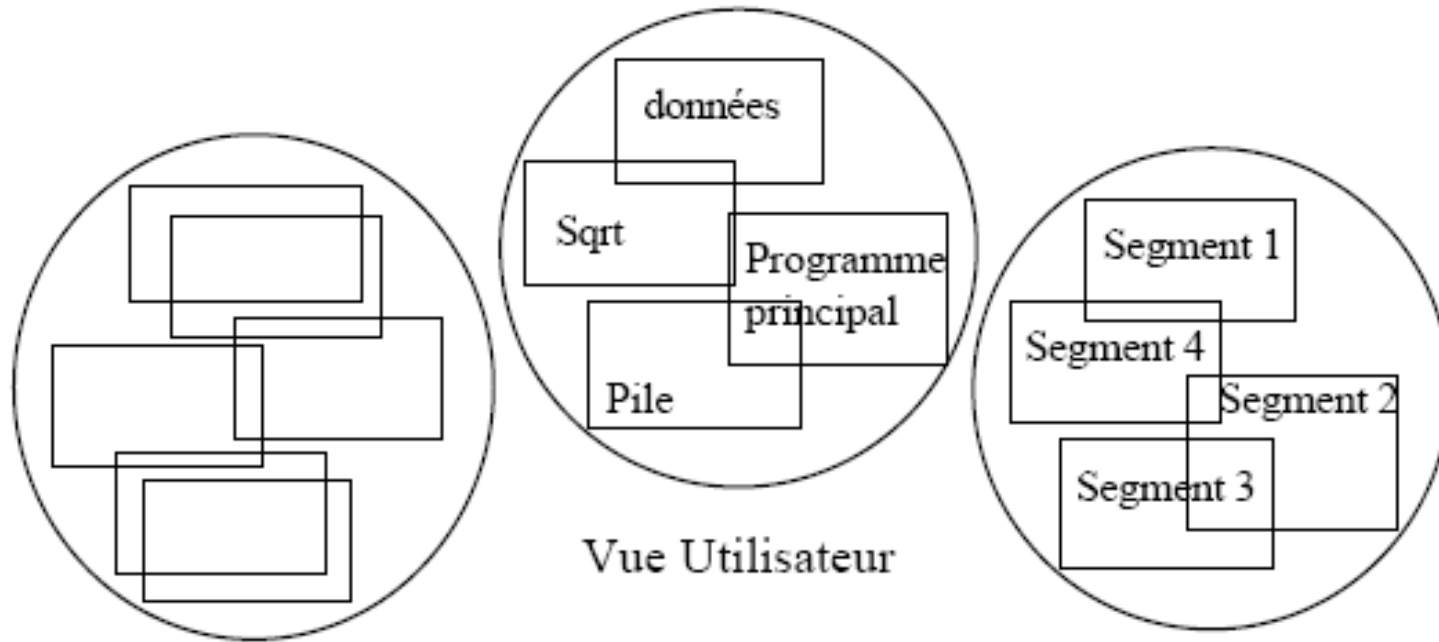 données
Sqrt
Programme
principal
Pile
Segment 1
Segment 4
Segment 2
Segment 3
Vue Utilisateur